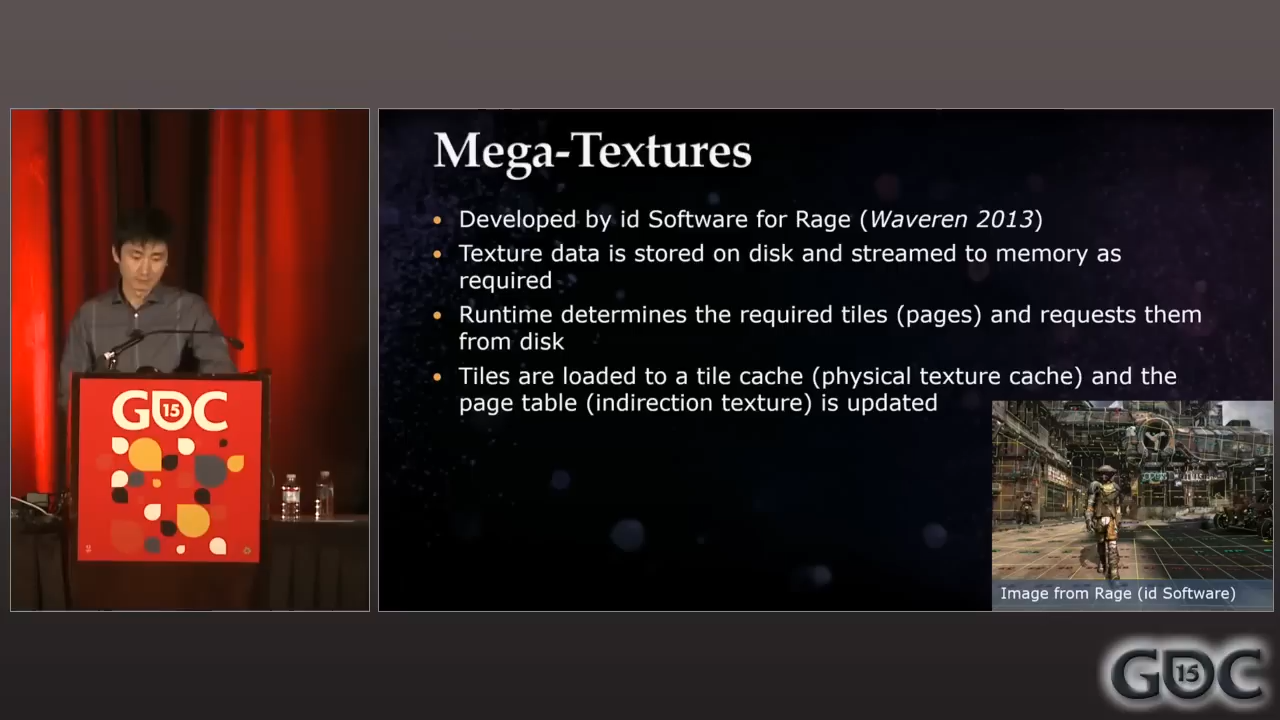 Mega-Textures
• Developed by id Software for Rage (Waveren 2013)
• Texture data is stored on disk and streamed to memory as
required
• Runtime determines the required tiles (pages) and requests them
from disk
• Tiles are loaded to a tile cache (physical texture cache) and the
page table (indirection texture) is updated
Image from Rage (id Software)
GDC 15
GDC 15